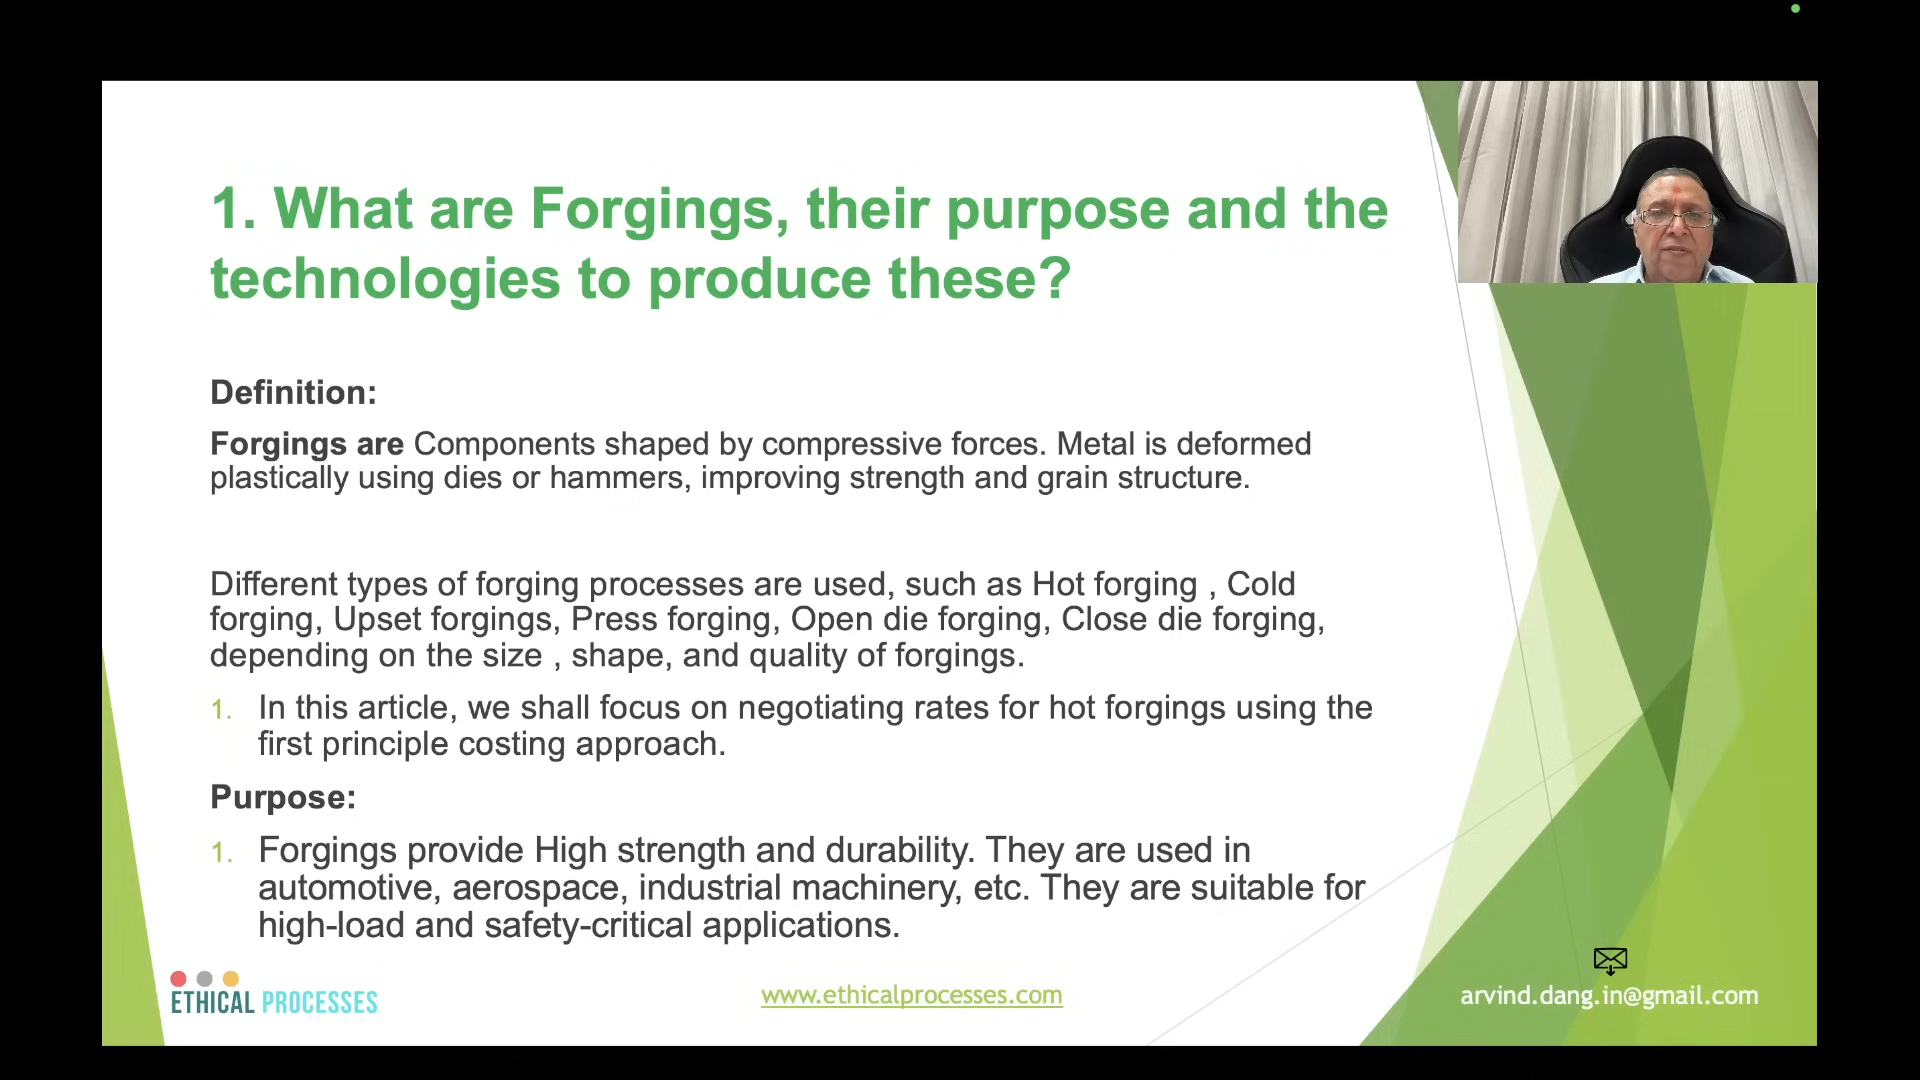 1. What are Forgings, their purpose and the
technologies to produce these?
Definition:
Forgings are Components shaped by compressive forces. Metal is deformed
plastically using dies or hammers, improving strength and grain structure.
Different types of forging processes are used, such as Hot forging , Cold
forging, Upset forgings, Press forging, Open die forging, Close die forging,
depending on the size , shape, and quality of forgings.
1. In this article, we shall focus on negotiating rates for hot forgings using the
first principle costing approach.
Purpose:
1. Forgings provide High strength and durability. They are used in
automotive, aerospace, industrial machinery, etc. They are suitable for
high-load and safety-critical applications.
ETHICAL PROCESSES
www.ethicalprocesses.com
arvind.dang.in@gmail.com